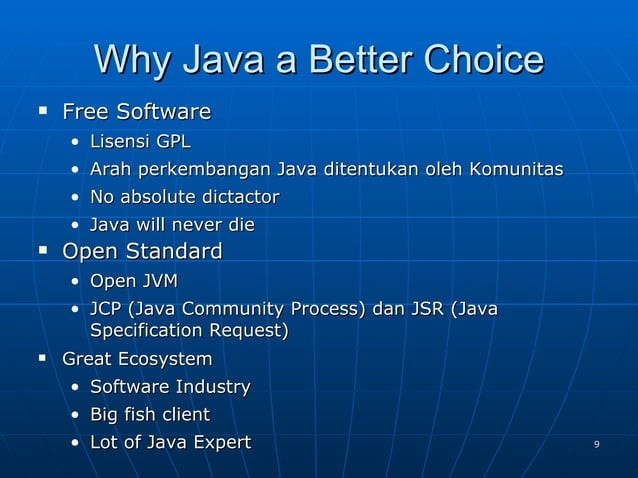 Why Java a Better Choice
Free Software
Lisensi GPL
Arah perkembangan Java ditentukan oleh Komunitas
No absolute dictactor
Java will never die
Open Standard
Open JVM
JCP (Java Community Process) dan JSR (Java
Specification Request)
Great Ecosystem
Software Industry
Big fish client
Lot of Java Expert
9